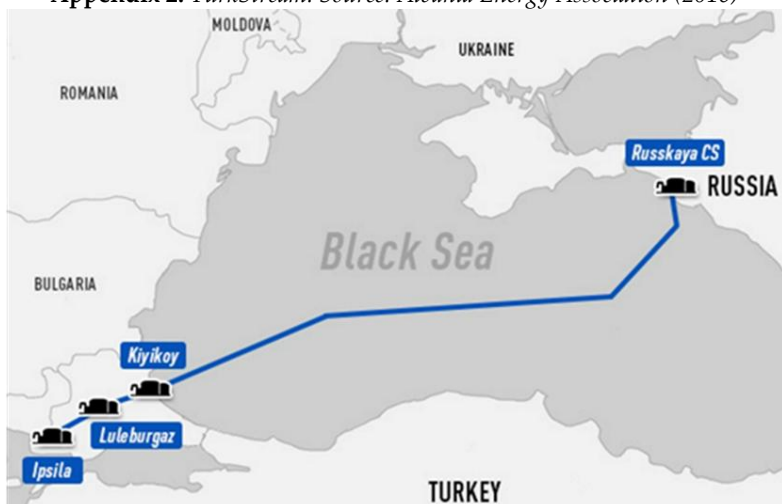 MOLDOVA
UKRAINE
ROMANIA
Russkaya CS
RUSSIA
Black Sea
BULGARIA
Kiyikoy
Luleburgaz
Ipsila
TURKEY